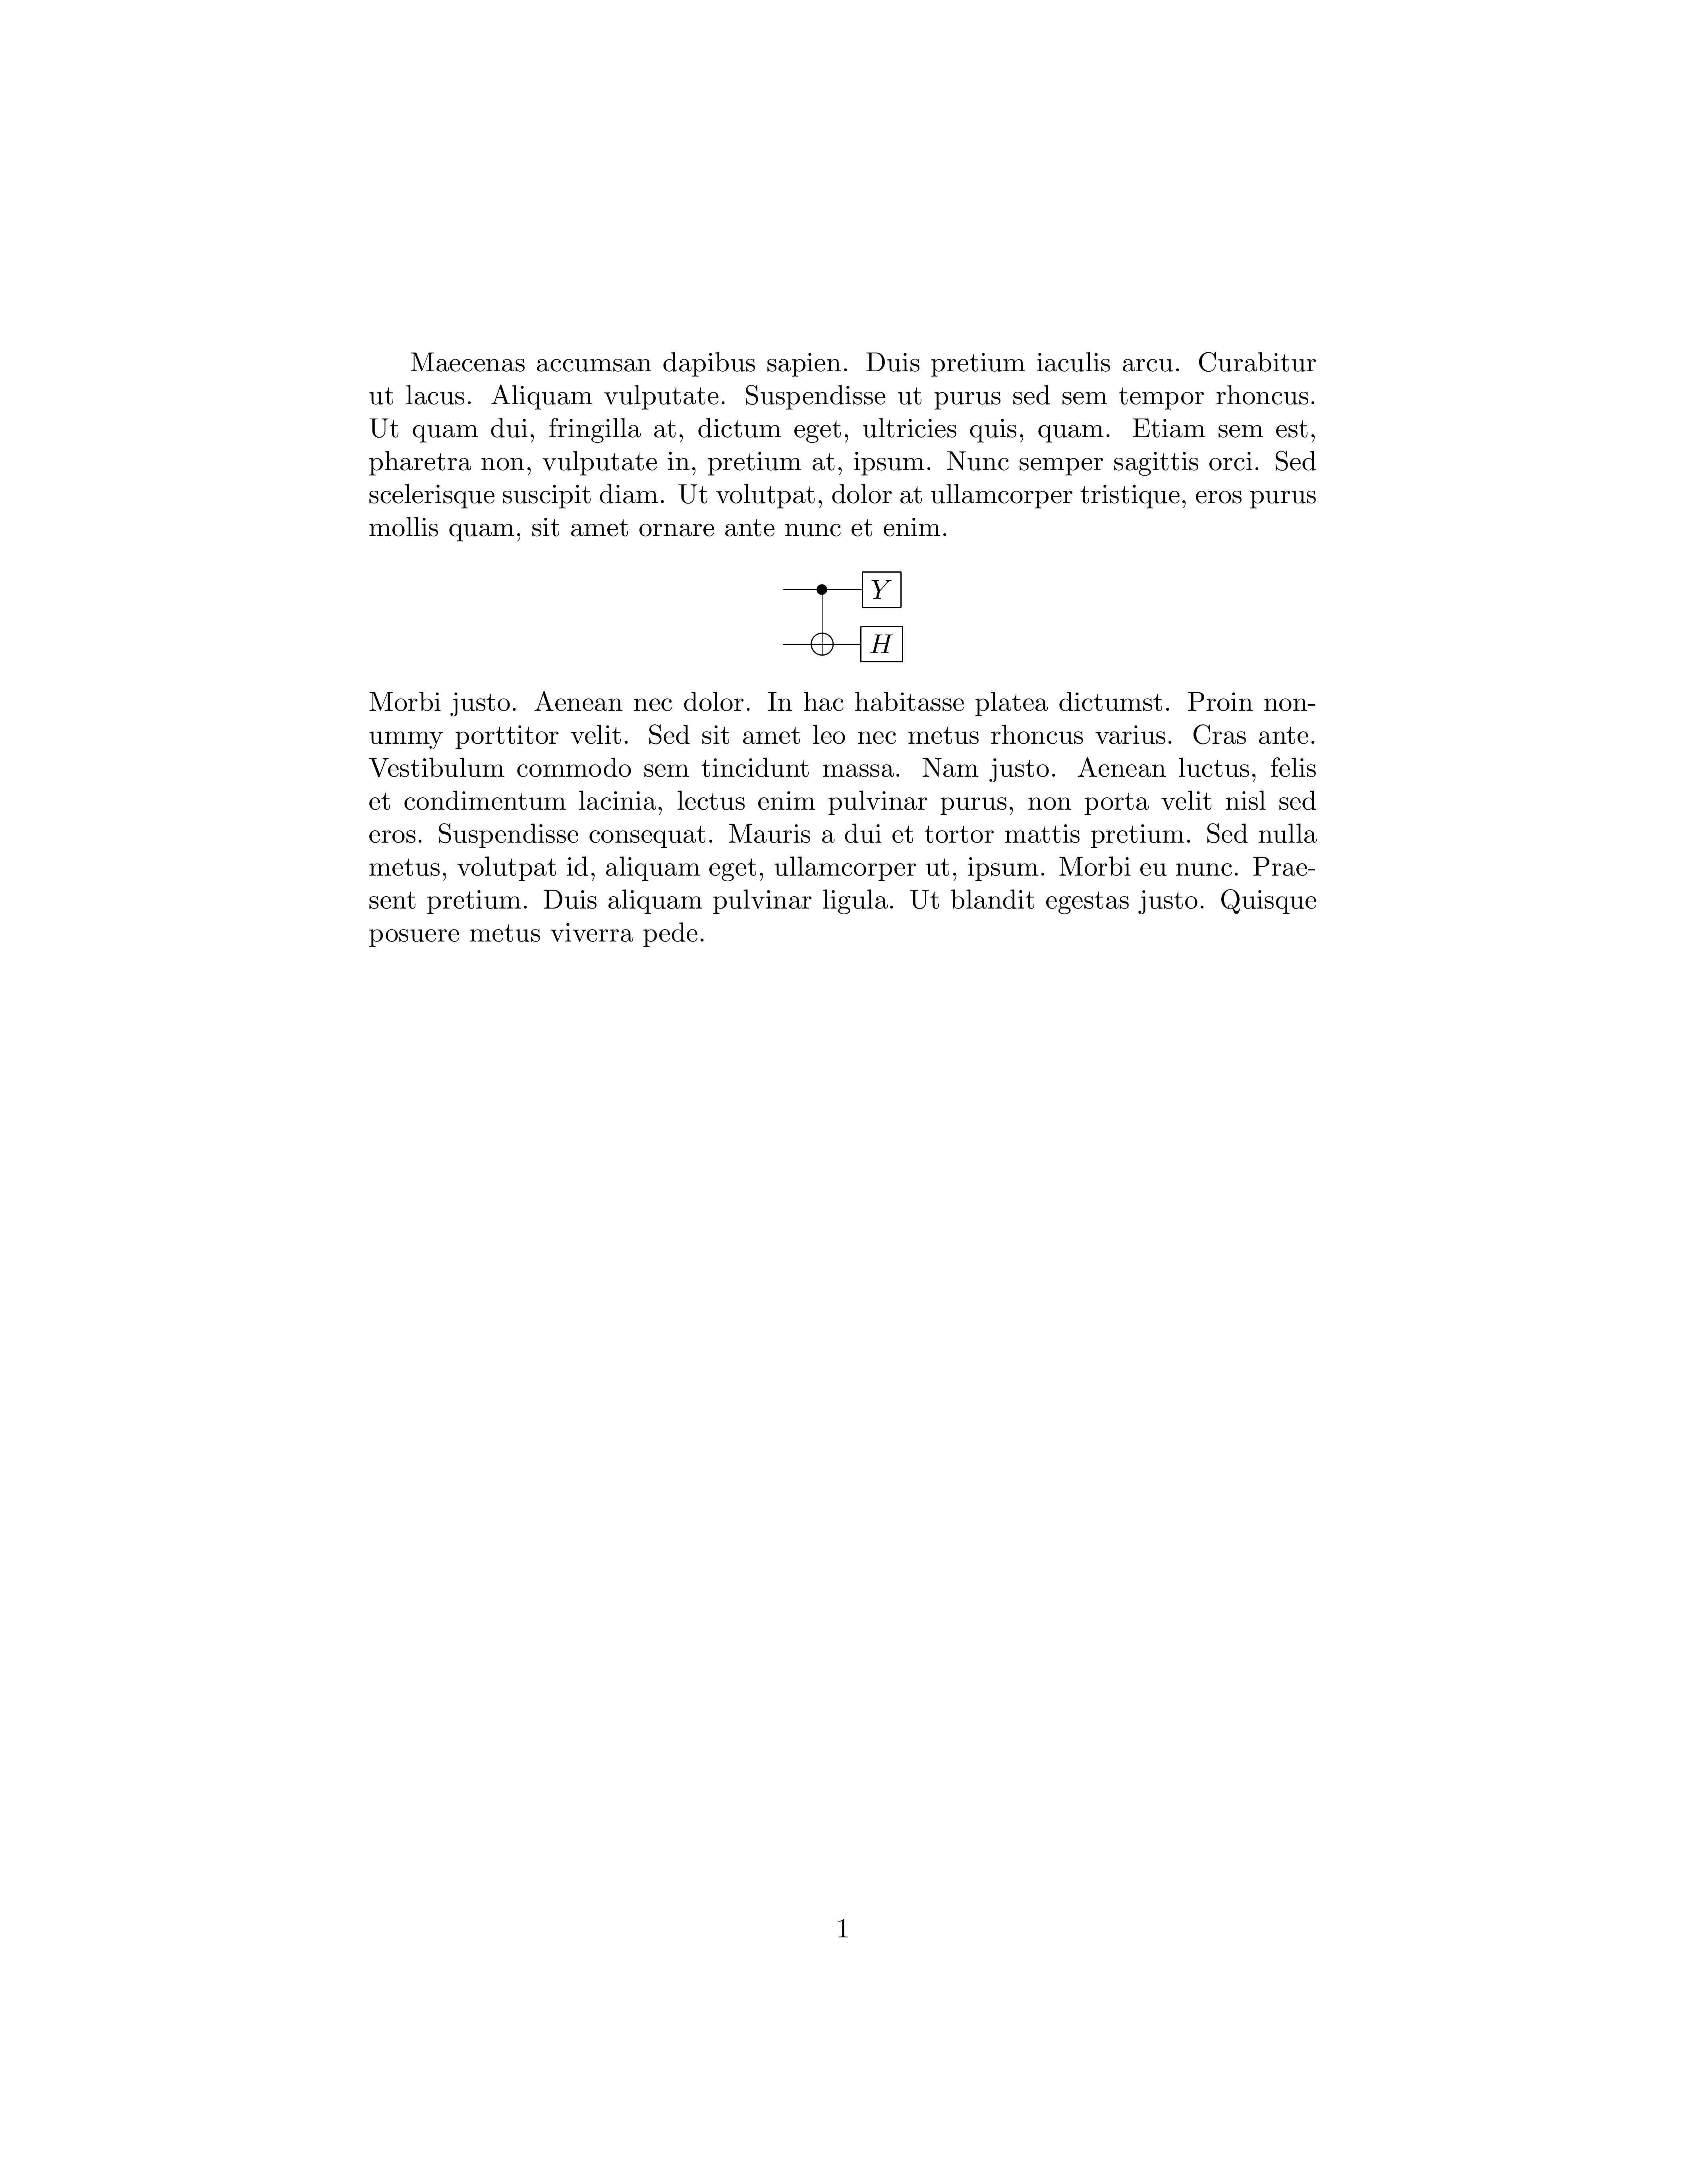 Maecenas accumsan dapibus sapien. Duis pretium iaculis arcu. Curabitur
ut lacus. Aliquam vulputate. Suspendisse ut purus sed sem tempor rhoncus.
Ut quam dui, fringilla at, dictum eget, ultricies quis, quam. Etiam sem est,
pharetra non, vulputate in, pretium at, ipsum. Nunc semper sagittis orci. Sed
scelerisque suscipit diam. Ut volutpat, dolor at ullamcorper tristique, eros purus
mollis quam, sit amet ornare ante nunc et enim.
Y
H
Morbi justo. Aenean nec dolor. In hac habitasse platea dictumst. Proin non-
ummy porttitor velit. Sed sit amet leo nec metus rhoncus varius. Cras ante.
Vestibulum commodo sem tincidunt massa. Nam justo. Aenean luctus, felis
et condimentum lacinia, lectus enim pulvinar purus, non porta velit nisl sed
eros. Suspendisse consequat. Mauris a dui et tortor mattis pretium. Sed nulla
metus, volutpat id, aliquam eget, ullamcorper ut, ipsum. Morbi eu nunc. Prae-
sent pretium. Duis aliquam pulvinar ligula. Ut blandit egestas justo. Quisque
posuere metus viverra pede.
1